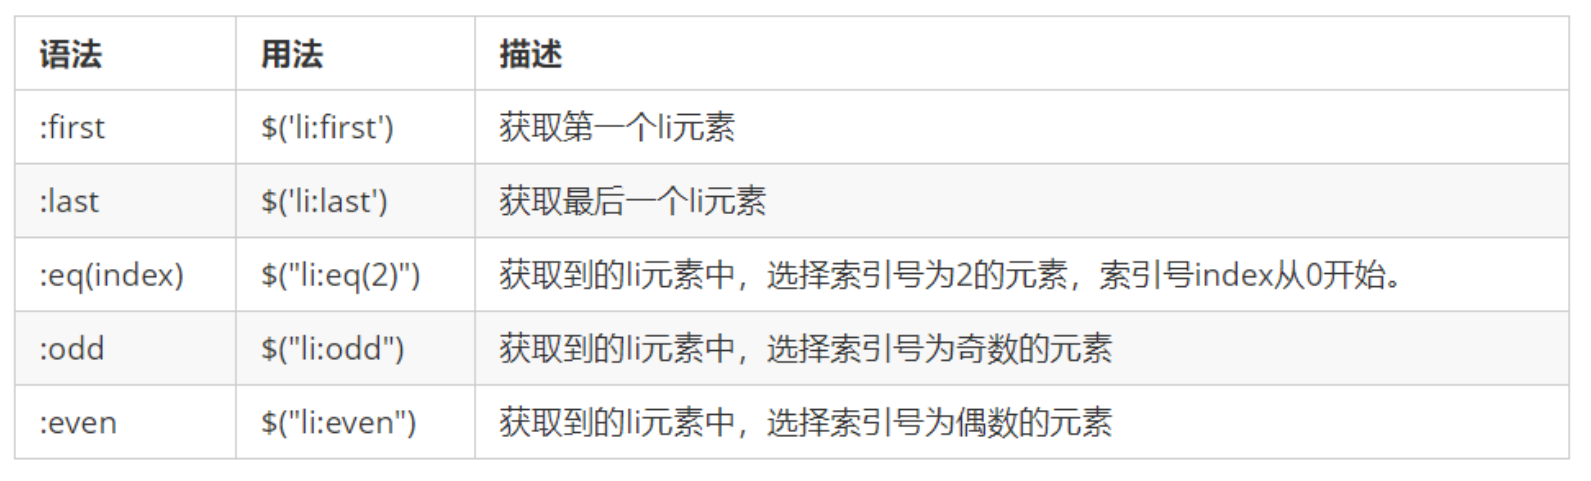 语法 用法 描述
:first $('li:first') 获取第一个li元素
:last $('li:last') 获取最后一个li元素
:eq(index) $("li:eq(2)") 获取到的li元素中，选择索引号为2的元素，索引号index从0开始。
:odd $("li:odd") 获取到的li元素中，选择索引号为奇数的元素
:even $("li:even") 获取到的li元素中，选择索引号为偶数的元素